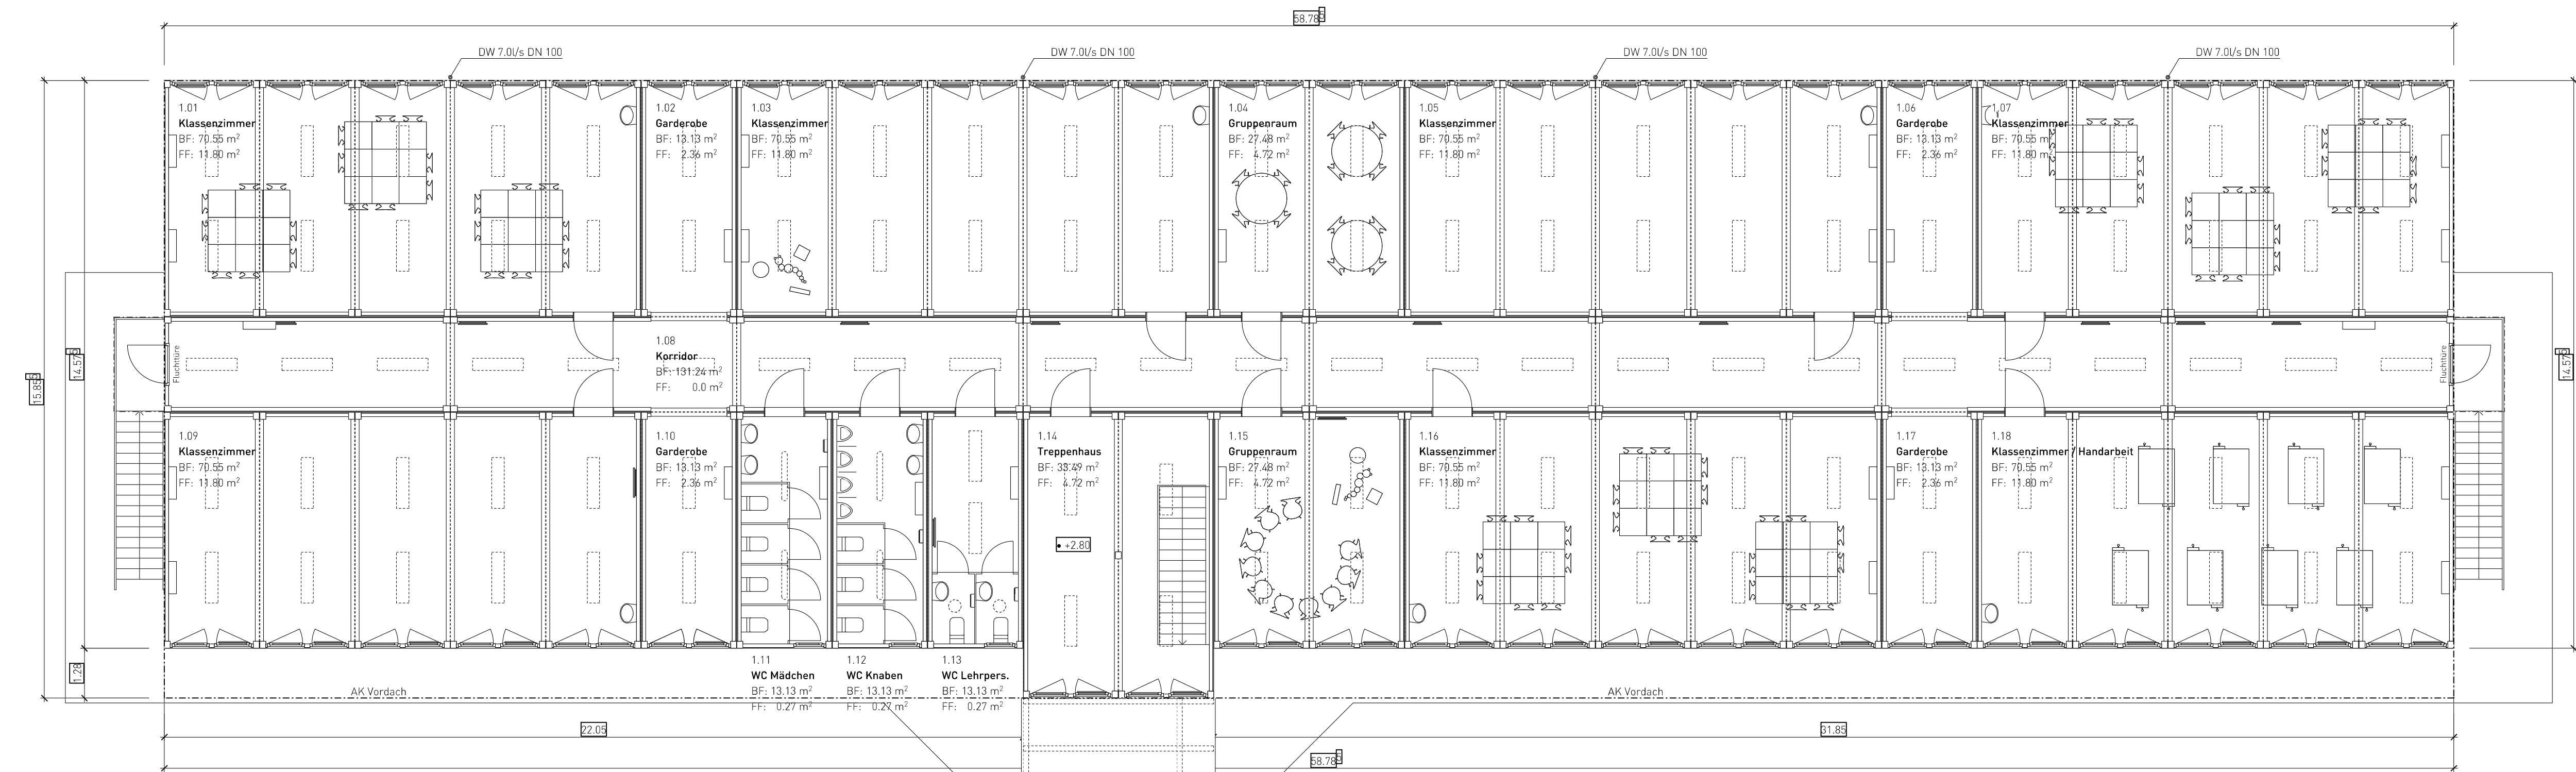 58.78⁵
DW 7.0l/s DN 100
DW 7.0l/s DN 100
DW 7.0l/s DN 100
DW 7.0l/s DN 100
1.01
Klassenzimmer
BF: 70.55 m²
FF: 11.80 m²
1.02
Garderobe
BF: 13.13 m²
FF: 2.36 m²
1.03
Klassenzimmer
BF: 70.55 m²
FF: 11.80 m²
1.04
Gruppenraum
BF: 27.48 m²
FF: 4.72 m²
1.05
Klassenzimmer
BF: 70.55 m²
FF: 11.80 m²
1.06
Garderobe
BF: 13.13 m²
FF: 2.36 m²
1.07
Klassenzimmer
BF: 70.55 m²
FF: 11.80 m²
15.85⁵
14.57⁵
Fluchttüre
1.08
Korridor
BF: 131.24 m²
FF: 0.0 m²
Fluchttüre
14.57⁵
1.09
Klassenzimmer
BF: 70.55 m²
FF: 11.80 m²
1.10
Garderobe
BF: 13.13 m²
FF: 2.36 m²
1.14
Treppenhaus
BF: 33.49 m²
FF: 4.72 m²
+2.80
1.15
Gruppenraum
BF: 27.48 m²
FF: 4.72 m²
1.16
Klassenzimmer
BF: 70.55 m²
FF: 11.80 m²
1.17
Garderobe
BF: 13.13 m²
FF: 2.36 m²
1.18
Klassenzimmer / Handarbeit
BF: 70.55 m²
FF: 11.80 m²
1.28
1.11
WC Mädchen
BF: 13.13 m²
FF: 0.27 m²
1.12
WC Knaben
BF: 13.13 m²
FF: 0.27 m²
1.13
WC Lehrpers.
BF: 13.13 m²
FF: 0.27 m²
AK Vordach
AK Vordach
22.05
31.85
58.78⁵